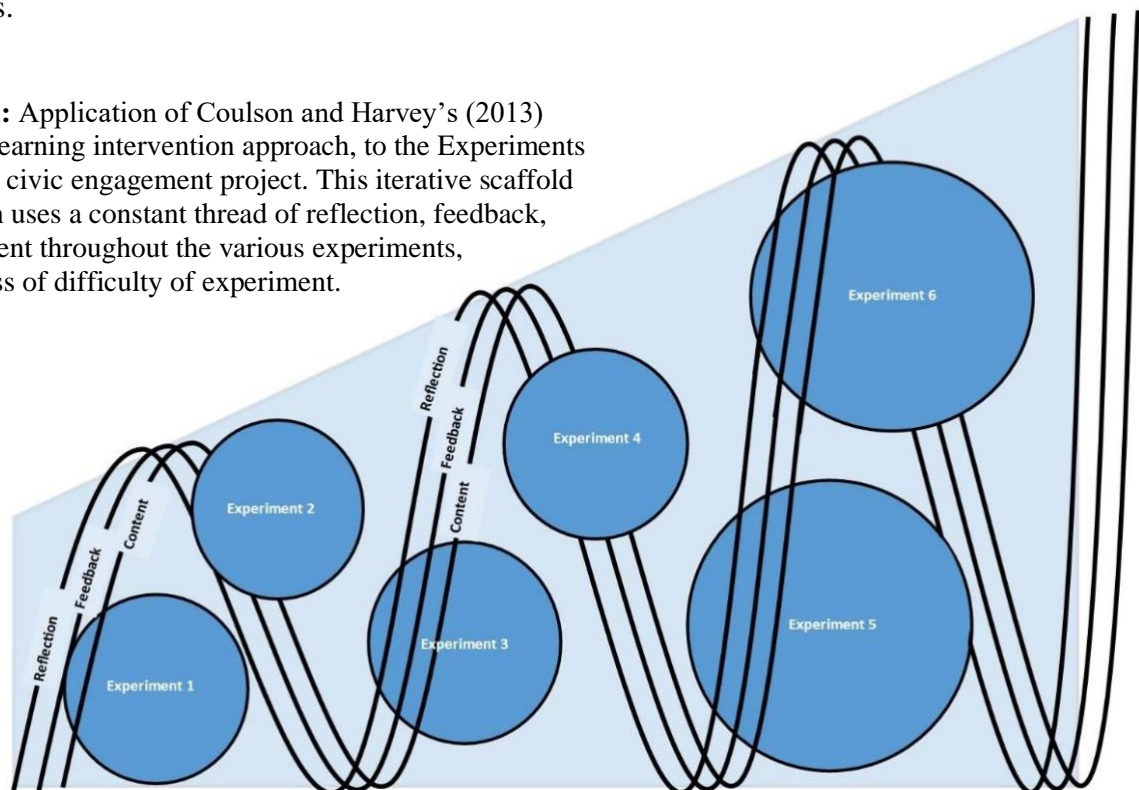 s.
: Application of Coulson and Harvey's (2013)
earning intervention approach, to the Experiments
civic engagement project. This iterative scaffold
n uses a constant thread of reflection, feedback,
ent throughout the various experiments,
ss of difficulty of experiment.
Reflection
Feedback
Content
Experiment 1
Experiment 2
Reflection
Feedback
Content
Experiment 3
Experiment 4
Experiment 5
Experiment 6